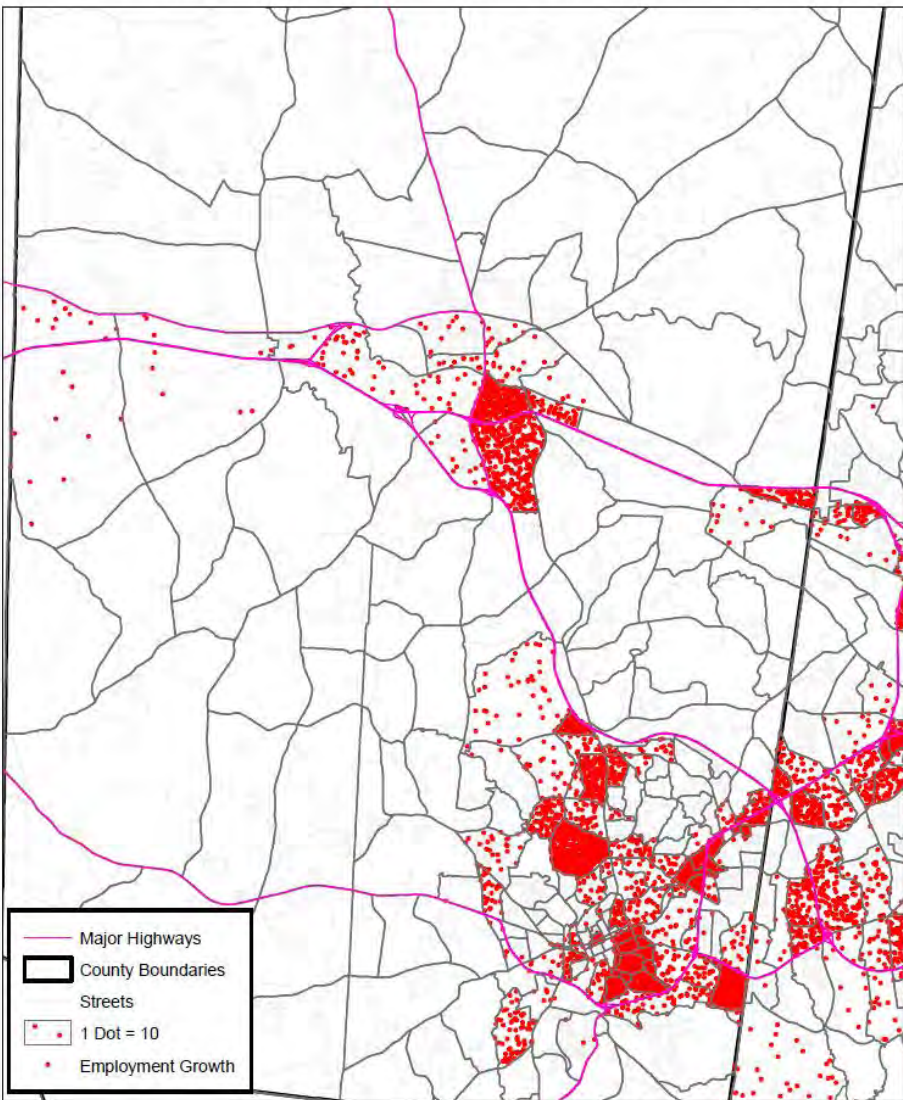 Major Highways
County Boundaries
Streets
1 Dot = 10
Employment Growth